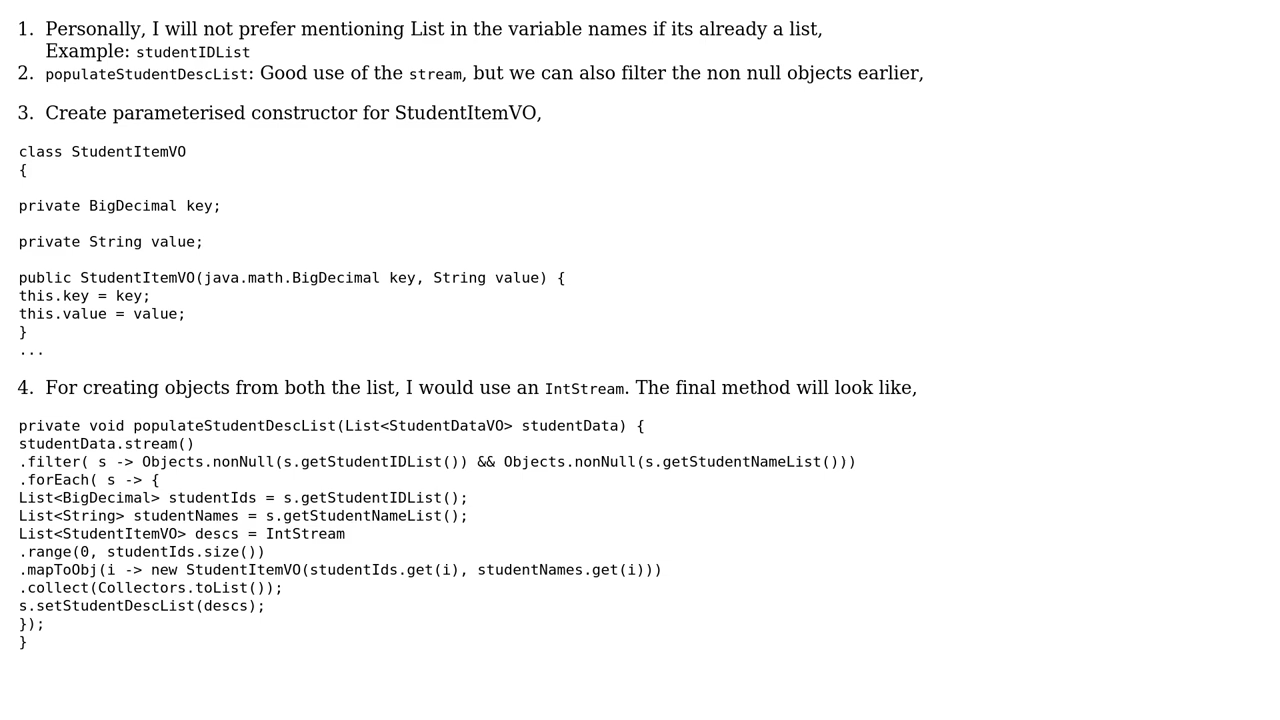 1. Personally, I will not prefer mentioning List in the variable names if its already a list,
Example: studentIDList
2. populateStudentDescList: Good use of the stream, but we can also filter the non null objects earlier,
3. Create parameterised constructor for StudentItemVO,
class StudentItemVO
{
private BigDecimal key;
private String value;
public StudentItemVO(java.math.BigDecimal key, String value) {
this.key = key;
this.value = value;
}
...
4. For creating objects from both the list, I would use an IntStream. The final method will look like,
private void populateStudentDescList(List<StudentDataVO> studentData) {
studentData.stream()
.filter( s -> Objects.nonNull(s.getStudentIDList()) && Objects.nonNull(s.getStudentNameList()))
.forEach( s -> {
List<BigDecimal> studentIds = s.getStudentIDList();
List<String> studentNames = s.getStudentNameList();
List<StudentItemVO> descs = IntStream
.range(0, studentIds.size())
.mapToObj(i -> new StudentItemVO(studentIds.get(i), studentNames.get(i)))
.collect(Collectors.toList());
s.setStudentDescList(descs);
});
}